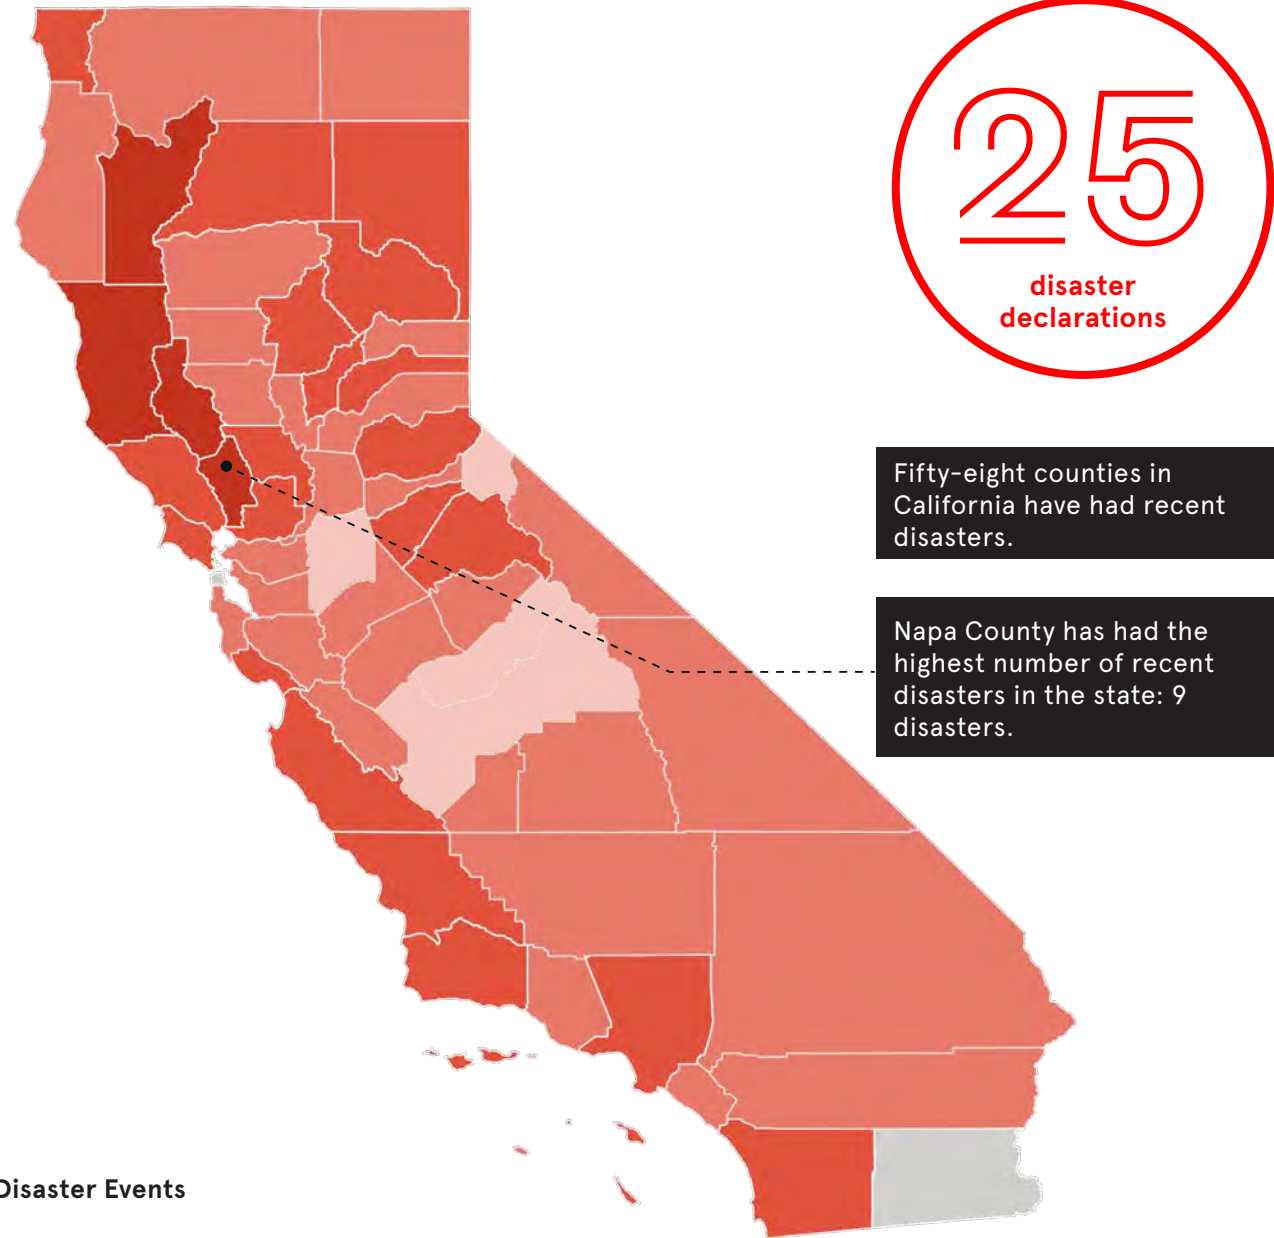 25
disaster
declarations
Fifty-eight counties in
California have had recent
disasters.
Napa County has had the
highest number of recent
disasters in the state: 9
disasters.
Disaster Events